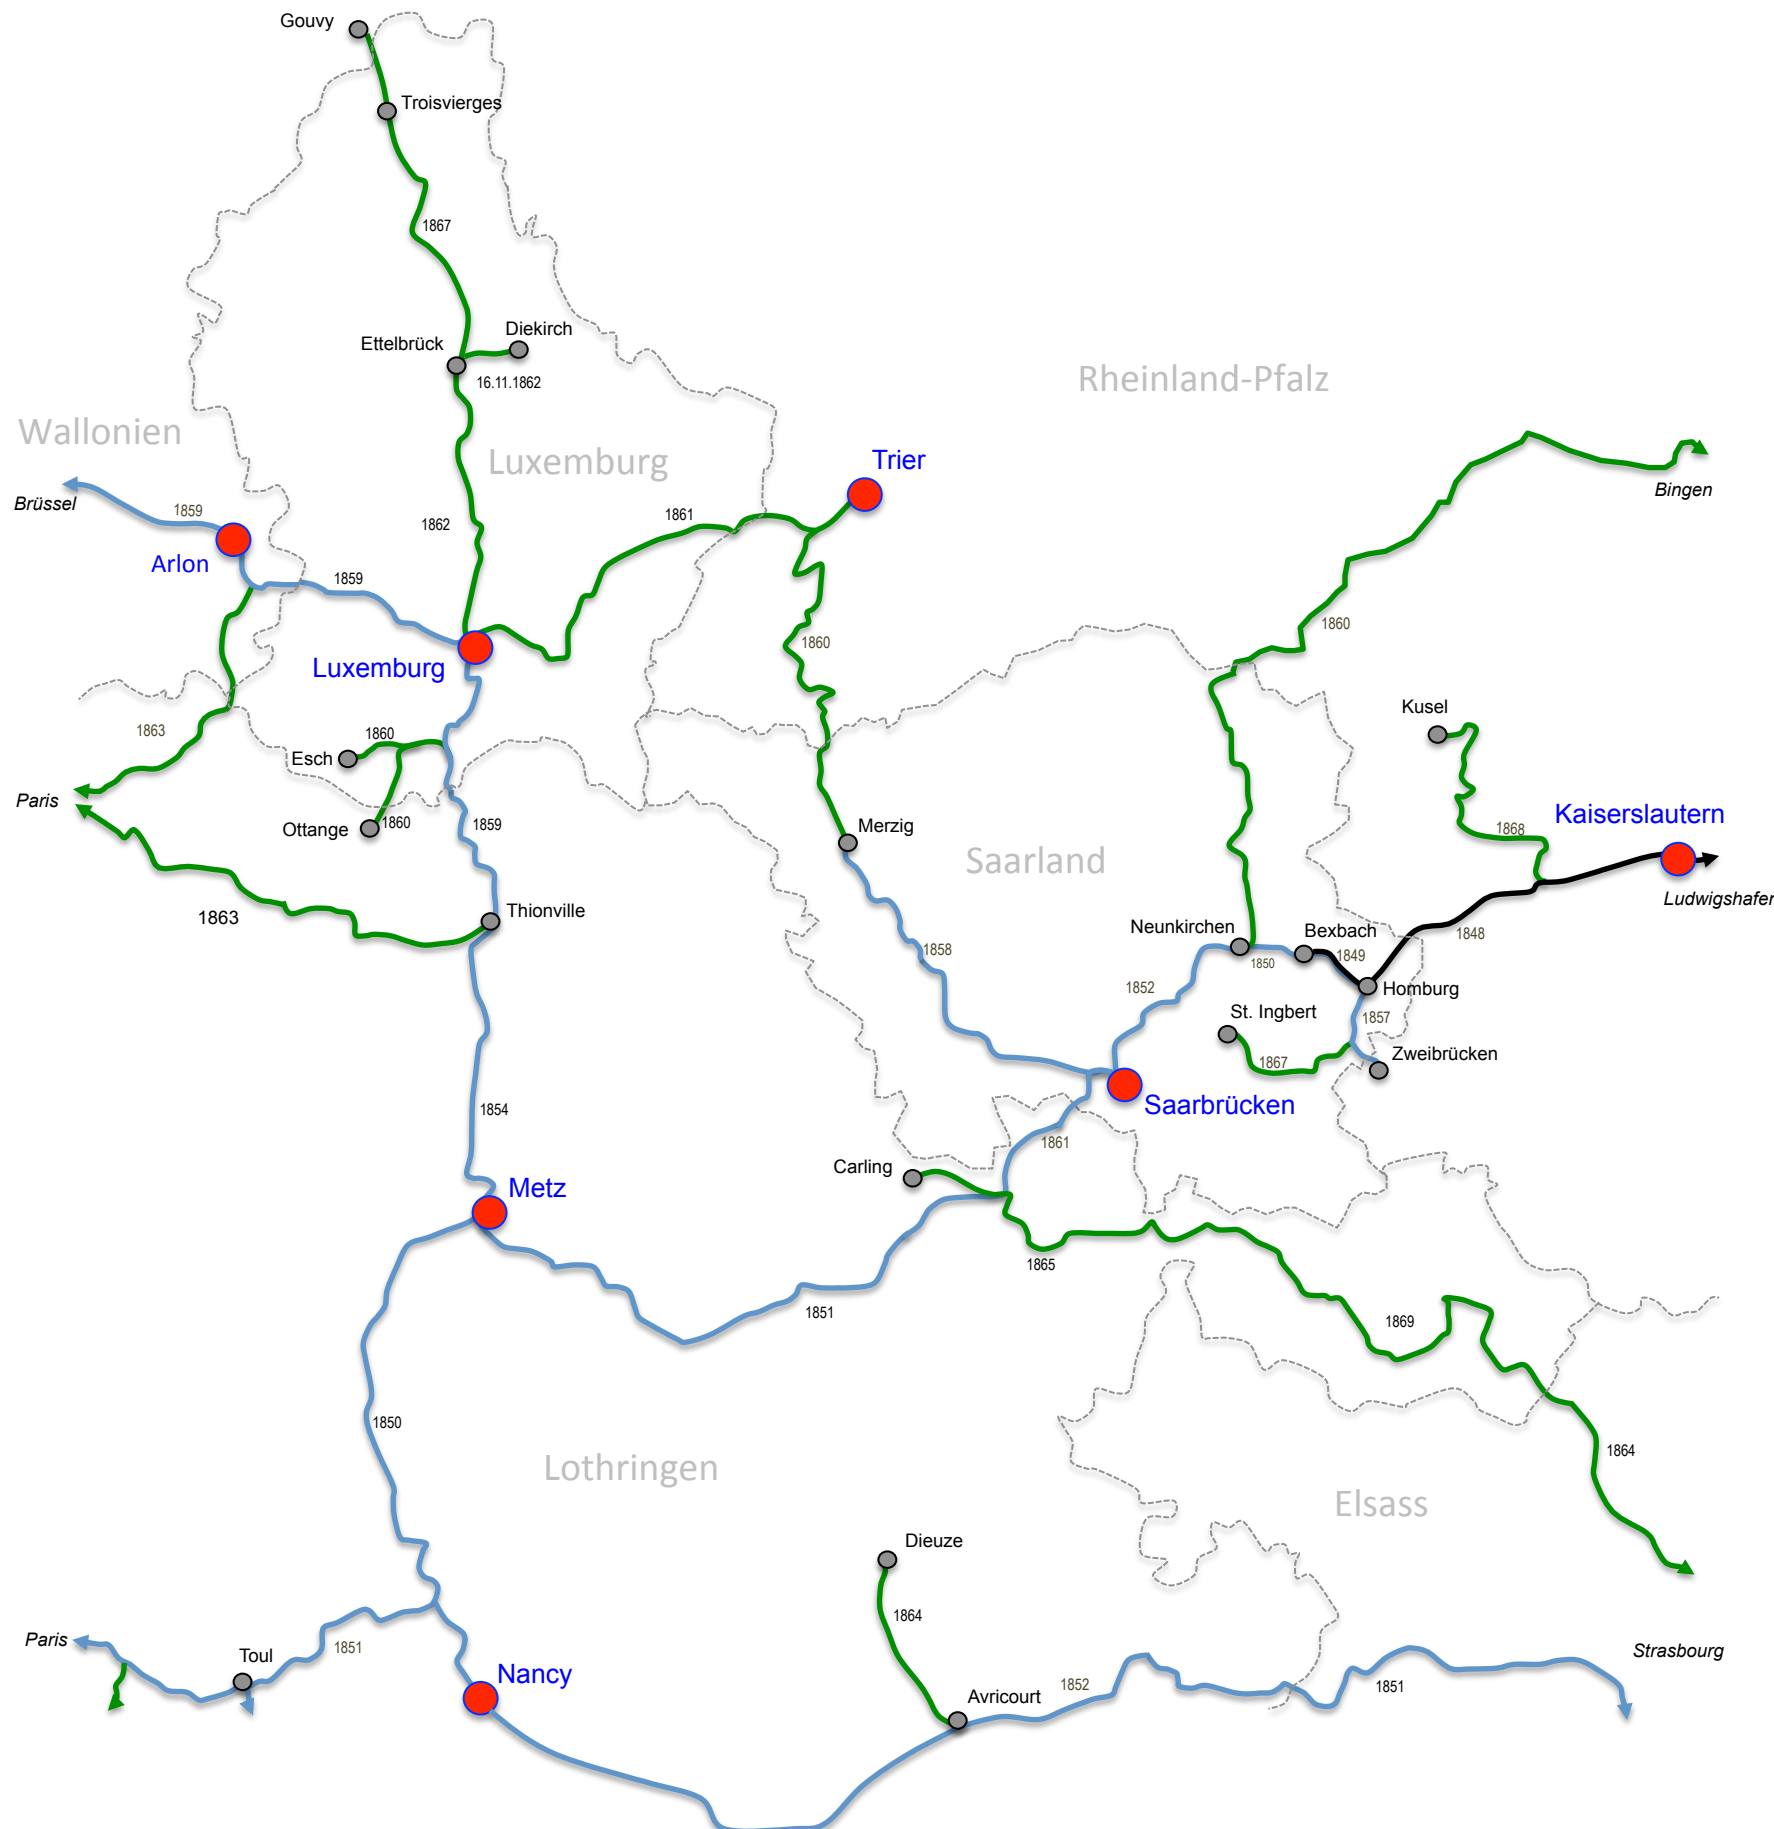 Gouvy
Troisvierges
1867
Diekirch
Ettelbrück
16.11.1862
Rheinland-Pfalz
Wallonien
Luxemburg
Trier
Brüssel
1859
Bingen
1862
1861
Arlon
1859
1860
1860
Luxemburg
Kusel
1863
1860
Esch
Paris
Kaiserslautern
Ottange
1860
1859
Merzig
1868
Saarland
Ludwigshafer
1863
Thionville
Neunkirchen
Bexbach
1848
1858
1849
1850
1852
Homburg
St. Ingbert
1857
Zweibrücken
1867
1854
Saarbrücken
1861
Carling
Metz
1865
1851
1869
1850
1864
Lothringen
Elsass
Dieuze
1864
Paris
1851
Toul
Strasbourg
Nancy
1852
1851
Avricourt